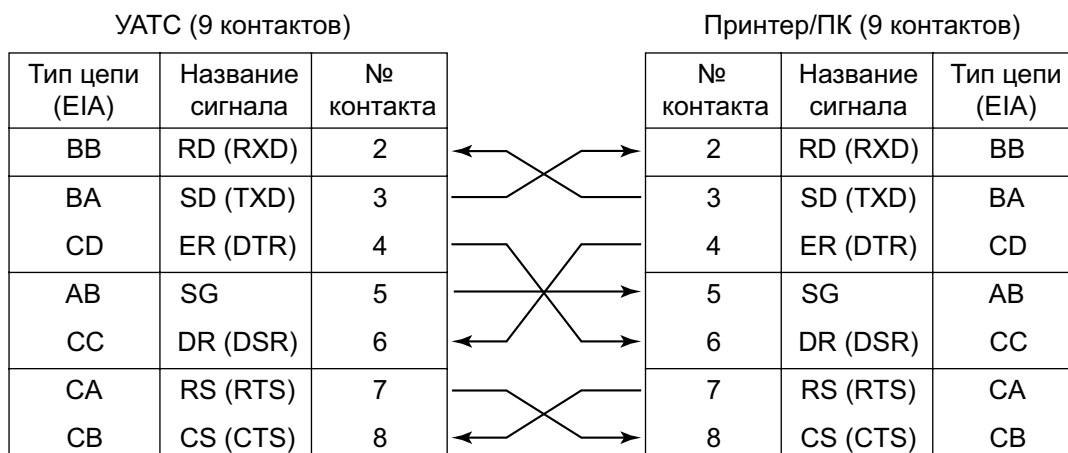 УАТС (9 контактов) Принтер/ПК (9 контактов)
Тип цепи (EIA) Название сигнала № контакта № контакта Название сигнала Тип цепи (EIA)
BB RD (RXD) 2 2 RD (RXD) BB
BA SD (TXD) 3 3 SD (TXD) BA
CD ER (DTR) 4 4 ER (DTR) CD
AB SG 5 5 SG AB
CC DR (DSR) 6 6 DR (DSR) CC
CA RS (RTS) 7 7 RS (RTS) CA
CB CS (CTS) 8 8 CS (CTS) CB